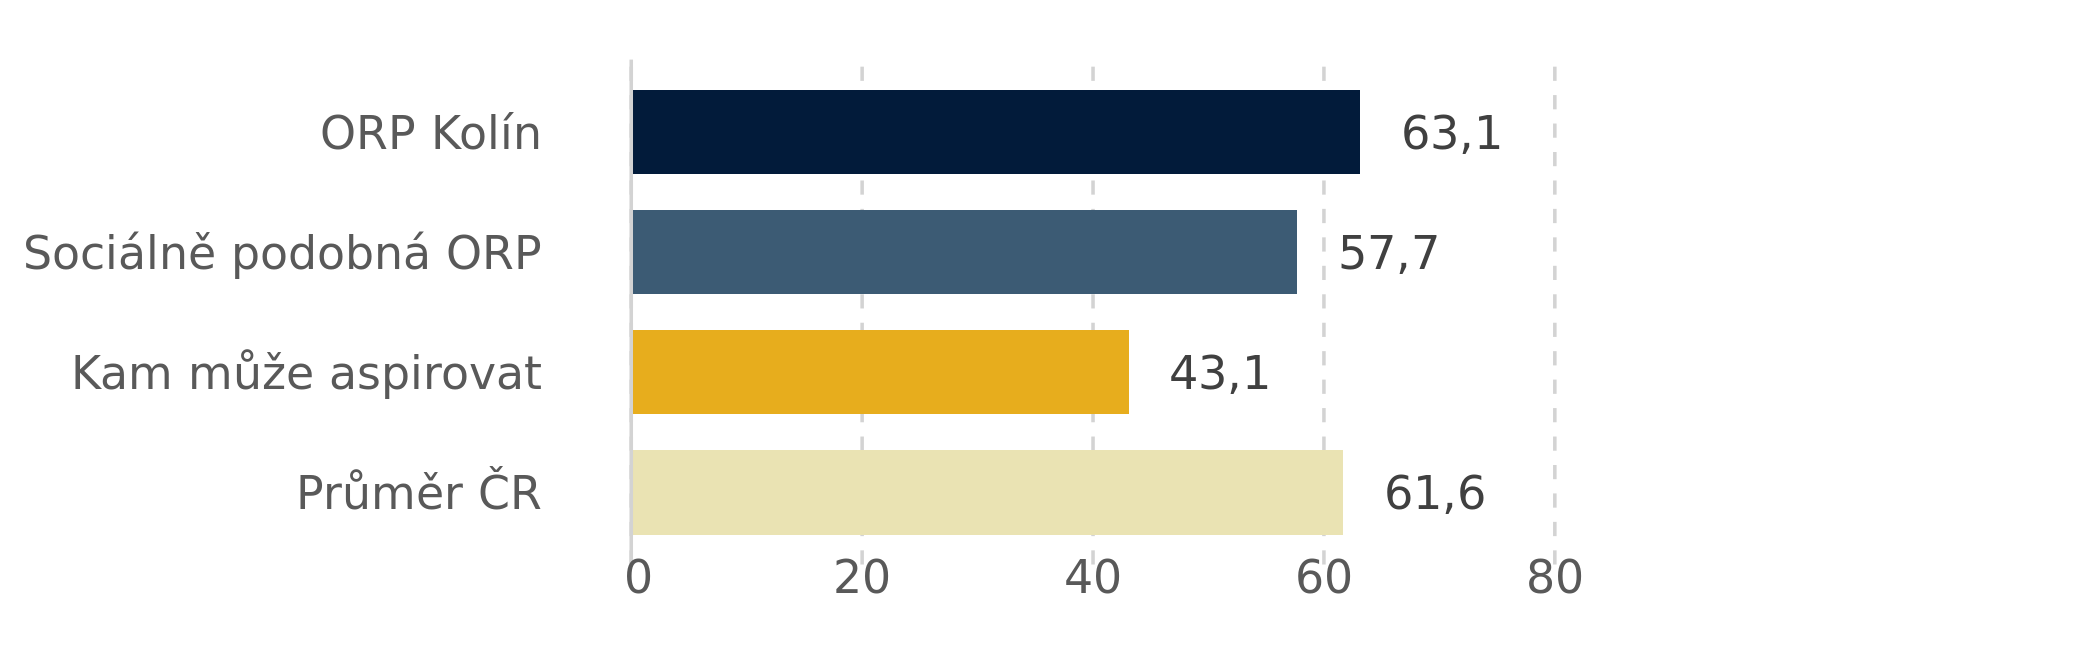 ORP Kolín 63,1
Sociálně podobná ORP 57,7
Kam může aspirovat 43,1
Průměr ČR 61,6
0 20 40 60 80